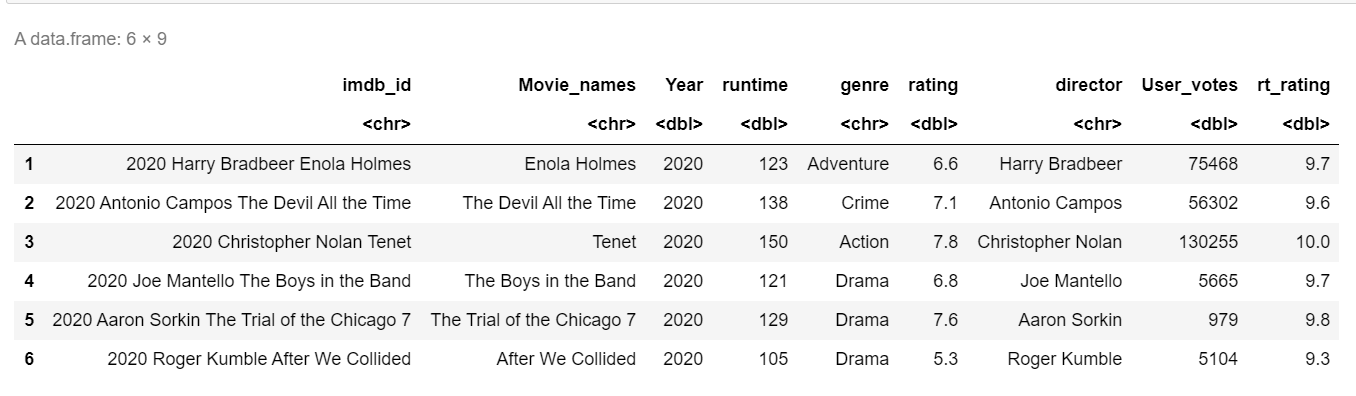 A data.frame: 6 × 9
imdb_id Movie_names Year runtime genre rating director User_votes rt_rating
<chr> <chr> <dbl> <dbl> <chr> <dbl> <chr> <dbl> <dbl>
1 2020 Harry Bradbeer Enola Holmes Enola Holmes 2020 123 Adventure 6.6 Harry Bradbeer 75468 9.7
2 2020 Antonio Campos The Devil All the Time The Devil All the Time 2020 138 Crime 7.1 Antonio Campos 56302 9.6
3 2020 Christopher Nolan Tenet Tenet 2020 150 Action 7.8 Christopher Nolan 130255 10.0
4 2020 Joe Mantello The Boys in the Band The Boys in the Band 2020 121 Drama 6.8 Joe Mantello 5665 9.7
5 2020 Aaron Sorkin The Trial of the Chicago 7 The Trial of the Chicago 7 2020 129 Drama 7.6 Aaron Sorkin 979 9.8
6 2020 Roger Kumble After We Collided After We Collided 2020 105 Drama 5.3 Roger Kumble 5104 9.3